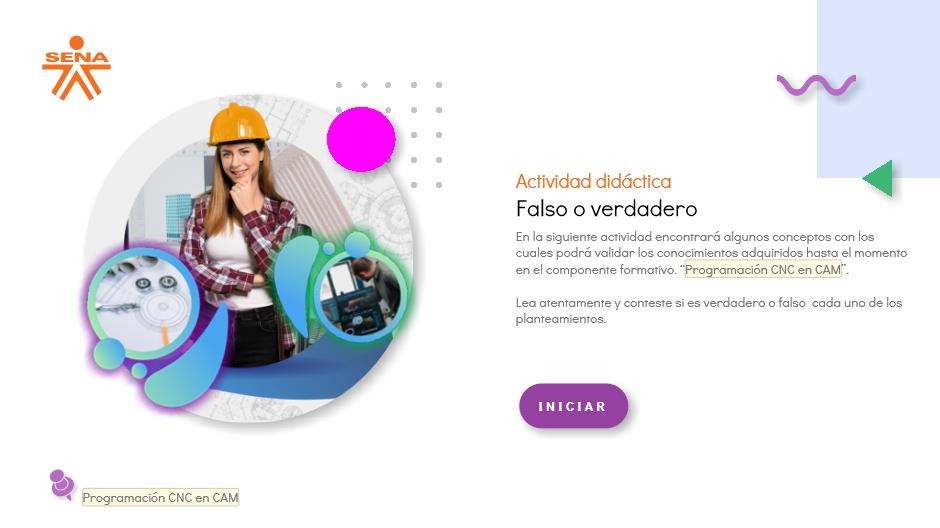 SENA
Actividad didáctica
Falso o verdadero
En la siguiente actividad encontrará algunos conceptos con los
cuales podrá validar los conocimientos adquiridos hasta el momento
en el componente formativo. “Programación CNC en CAM”.
Lea atentamente y conteste si es verdadero o falso  cada uno de los
planteamientos.
INICIAR
Programación CNC en CAM